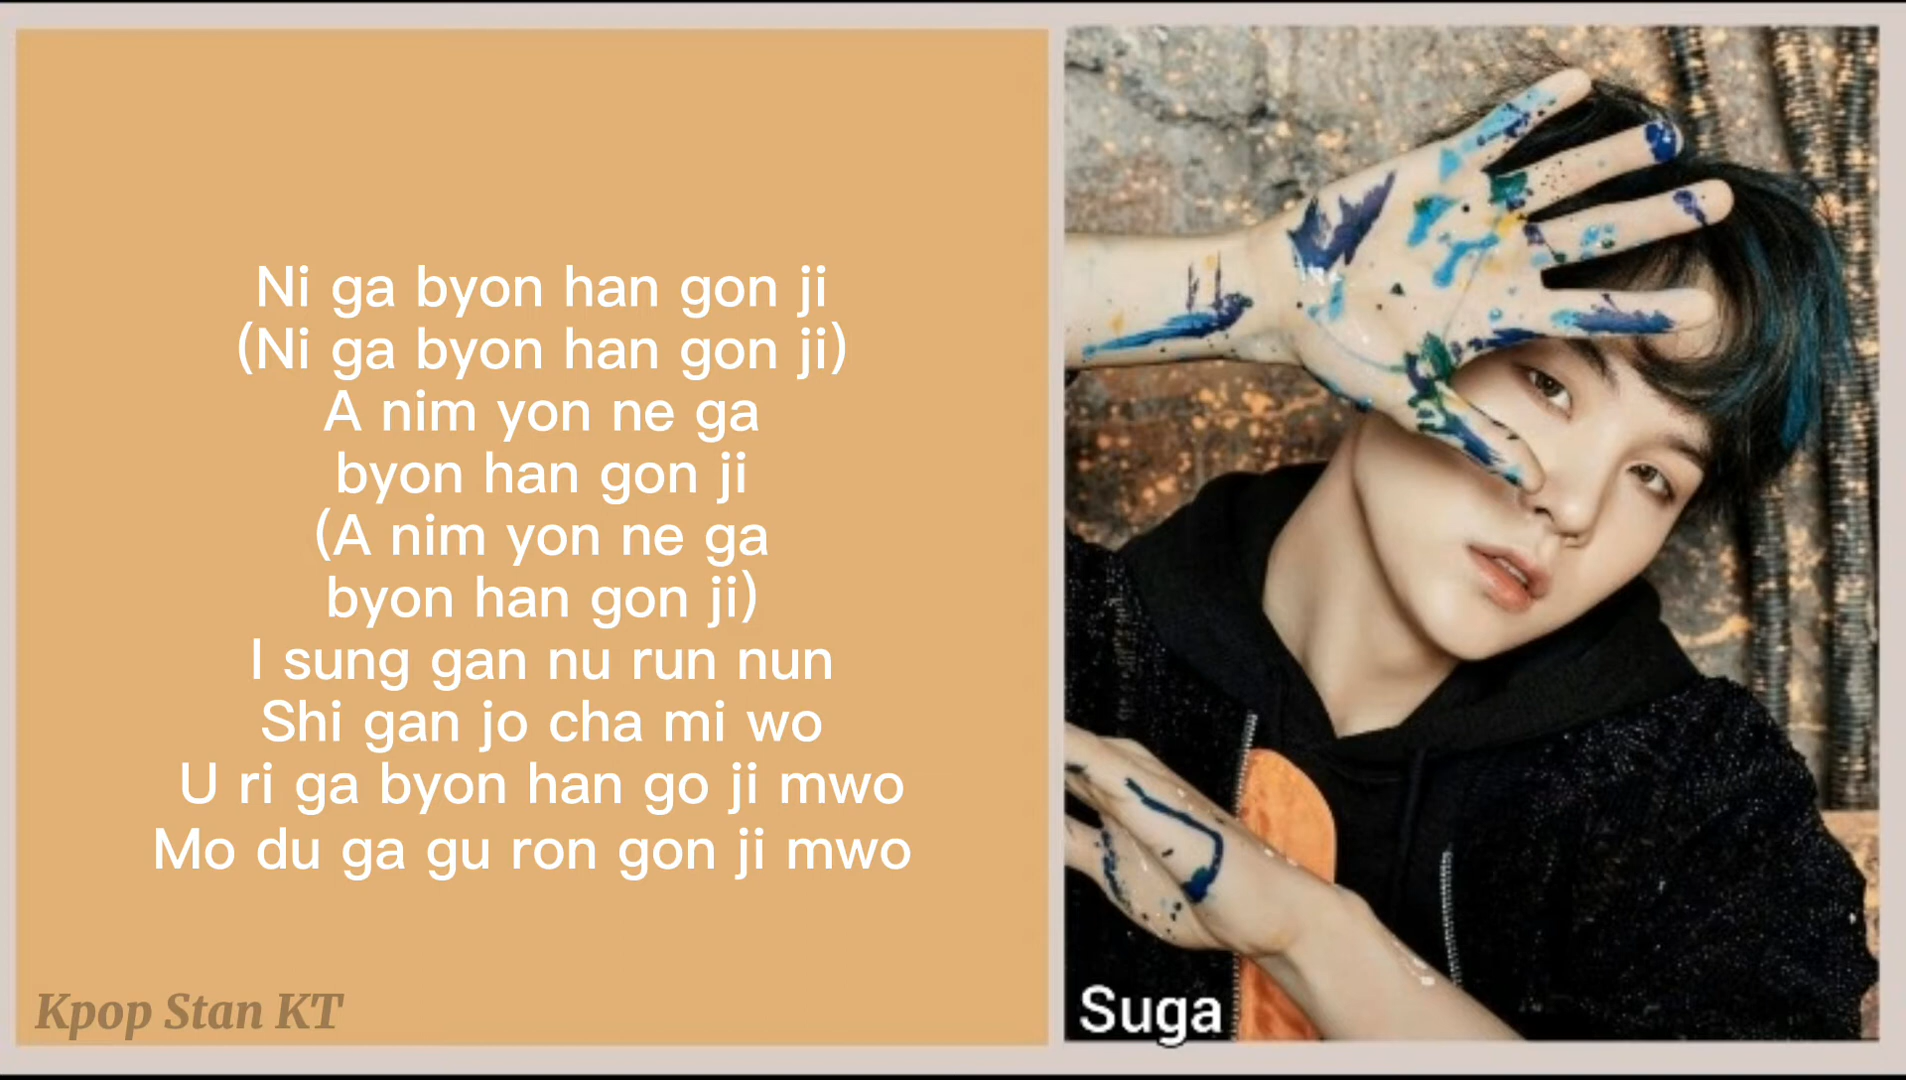 Ni ga byon han gon ji
(Ni ga byon han gon ji)
A nim yon ne ga
byon han gon ji
(A nim yon ne ga
byon han gon ji)
I sung gan nu run nun
Shi gan jo cha mi wo
U ri ga byon han go ji mwo
Mo du ga gu ron gon ji mwo
Kpop Stan KT
Suga